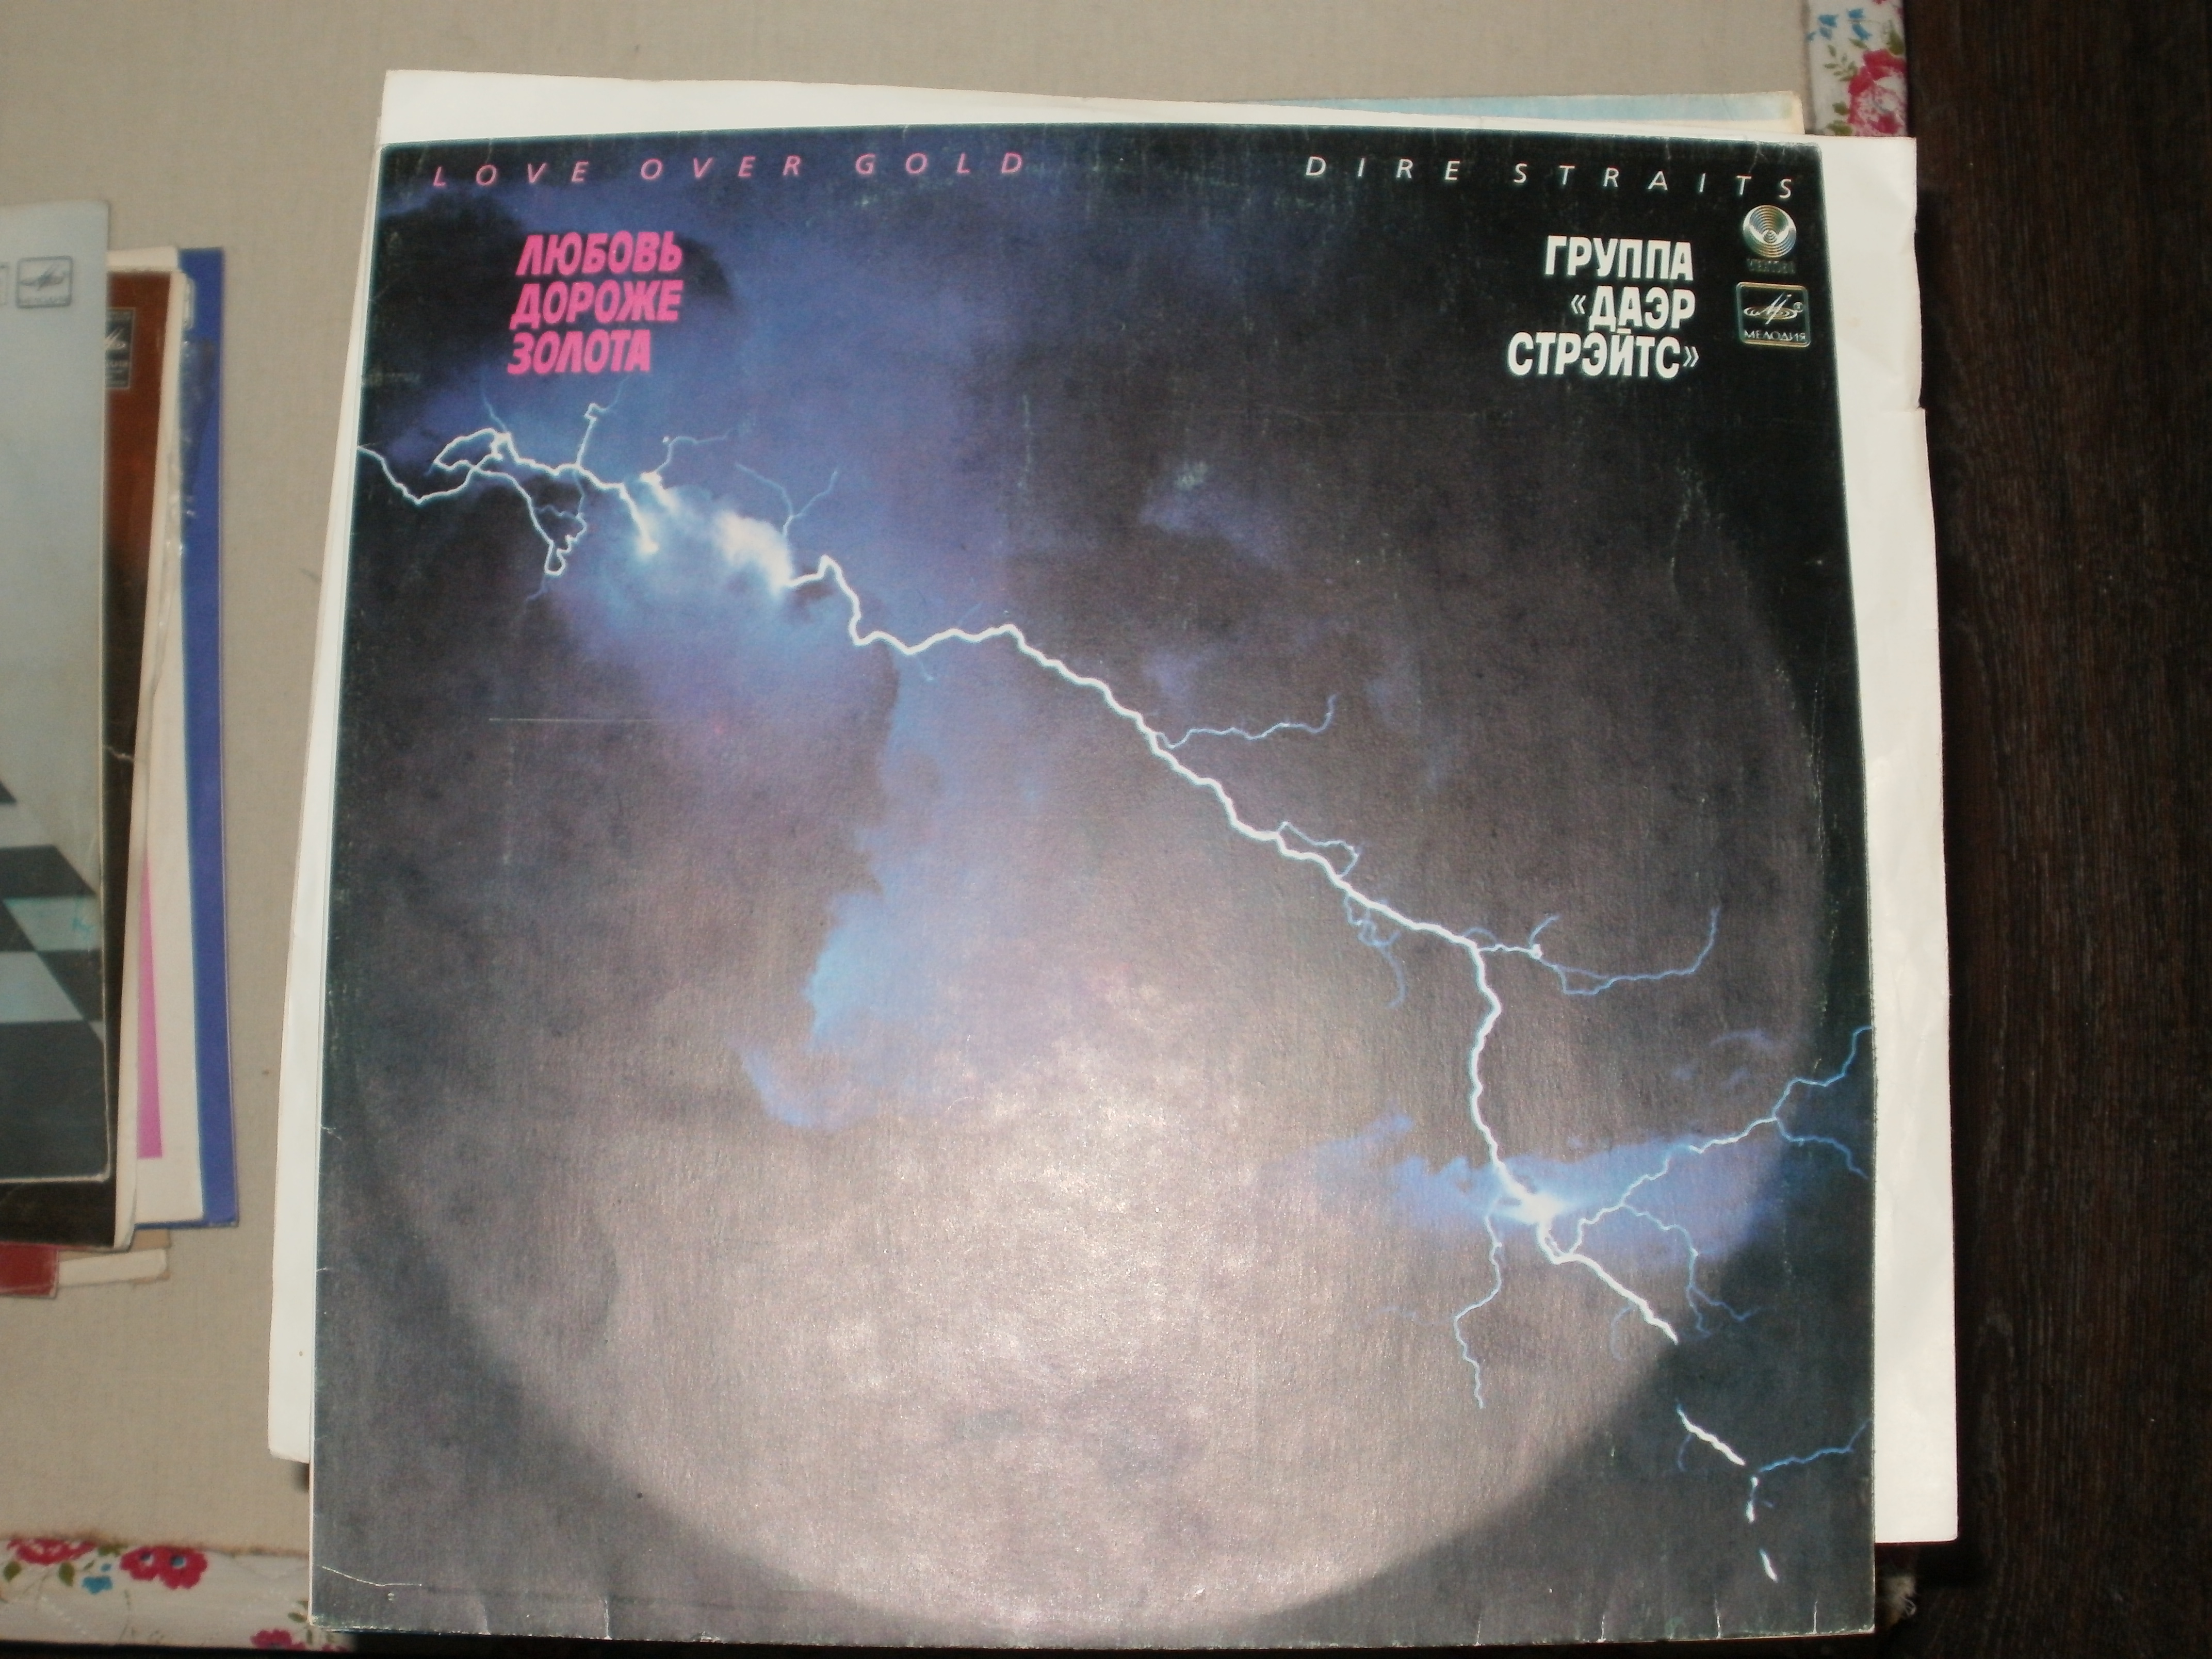 LOVE OVER GOLD
DIRE STRAITS
ЛЮБОВЬ
ДОРОЖЕ
ЗОЛОТА
ГРУППА
«ДАЭР
СТРЭЙТС»
МЕЛОДИЯ